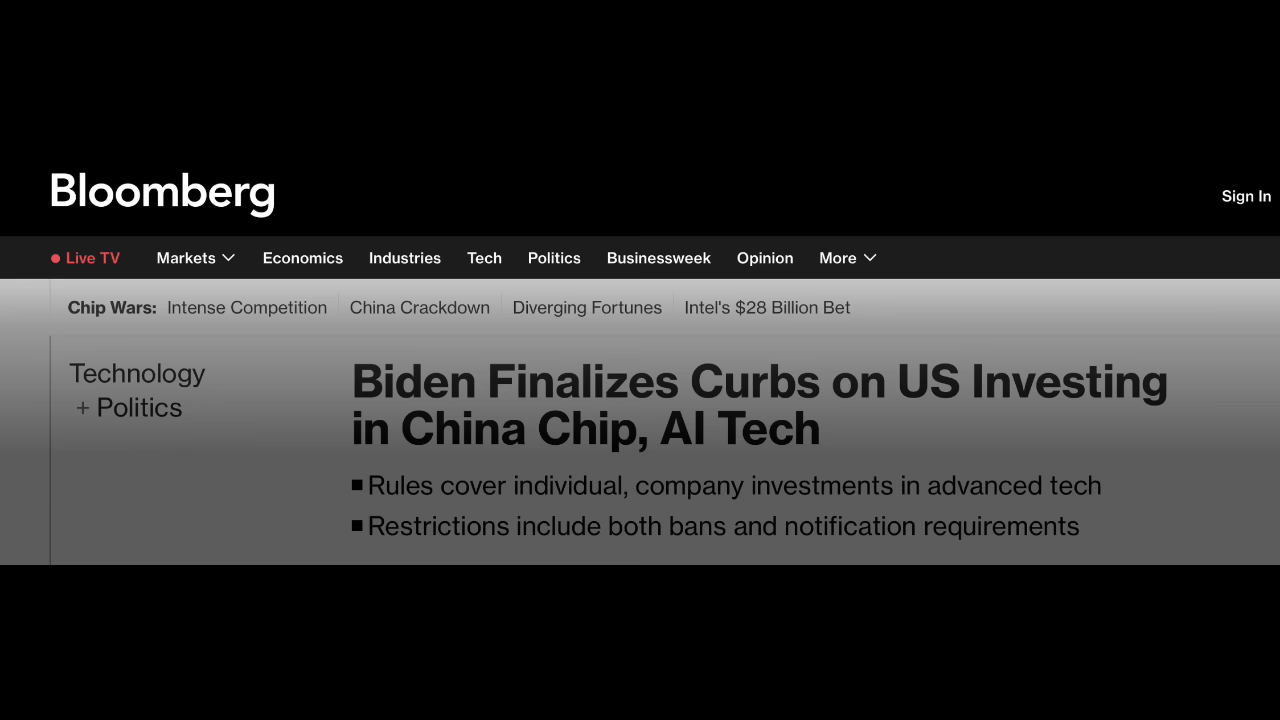 Bloomberg
Sign In
Live TV Markets Economics Industries Tech Politics Businessweek Opinion More
Chip Wars: Intense Competition China Crackdown Diverging Fortunes Intel's $28 Billion Bet
Technology
+ Politics
Biden Finalizes Curbs on US Investing
in China Chip, AI Tech
Rules cover individual, company investments in advanced tech
Restrictions include both bans and notification requirements